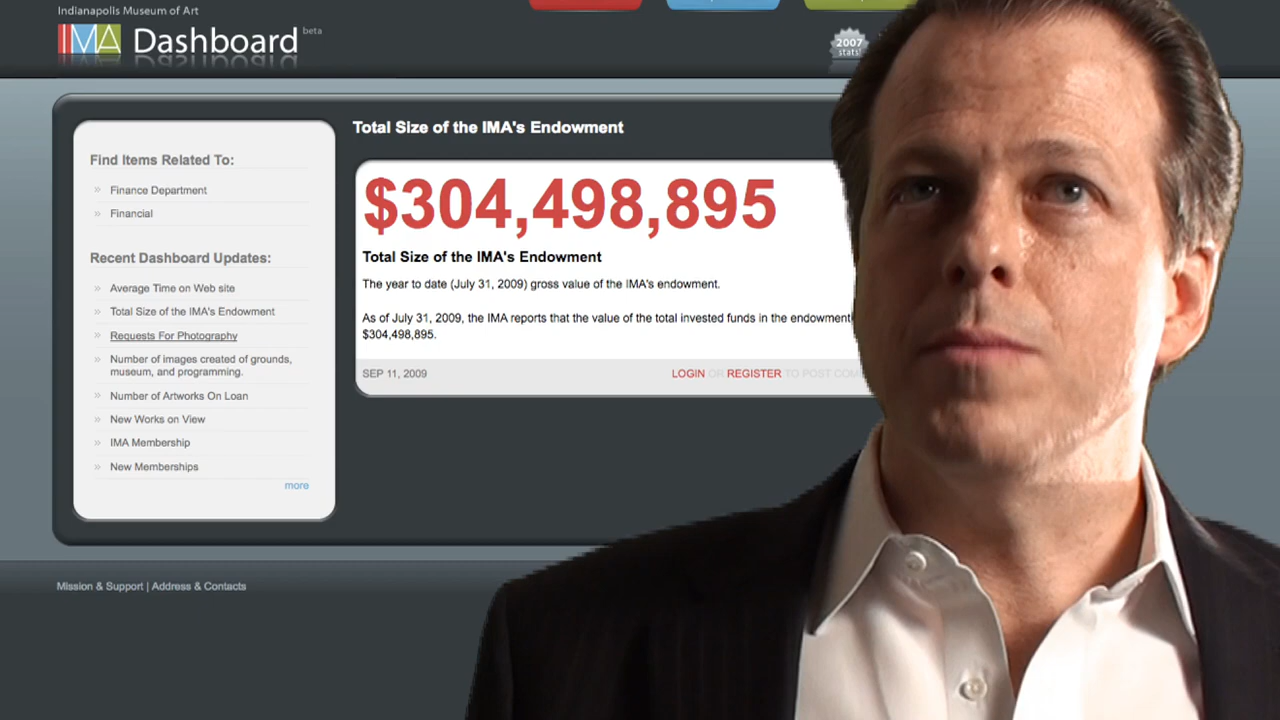 Indianapolis Museum of Art
IMA Dashboard beta
2007
stats!
Find Items Related To:
Finance Department
Financial
Recent Dashboard Updates:
Average Time on Web site
Total Size of the IMA's Endowment
Requests For Photography
Number of images created of grounds,
museum, and programming.
Number of Artworks On Loan
New Works on View
IMA Membership
New Memberships
more
Total Size of the IMA's Endowment
$304,498,895
Total Size of the IMA's Endowment
The year to date (July 31, 2009) gross value of the IMA's endowment.
As of July 31, 2009, the IMA reports that the value of the total invested funds in the endowment
$304,498,895.
SEP 11, 2009
LOGIN OR REGISTER TO POST COM
Mission & Support | Address & Contacts